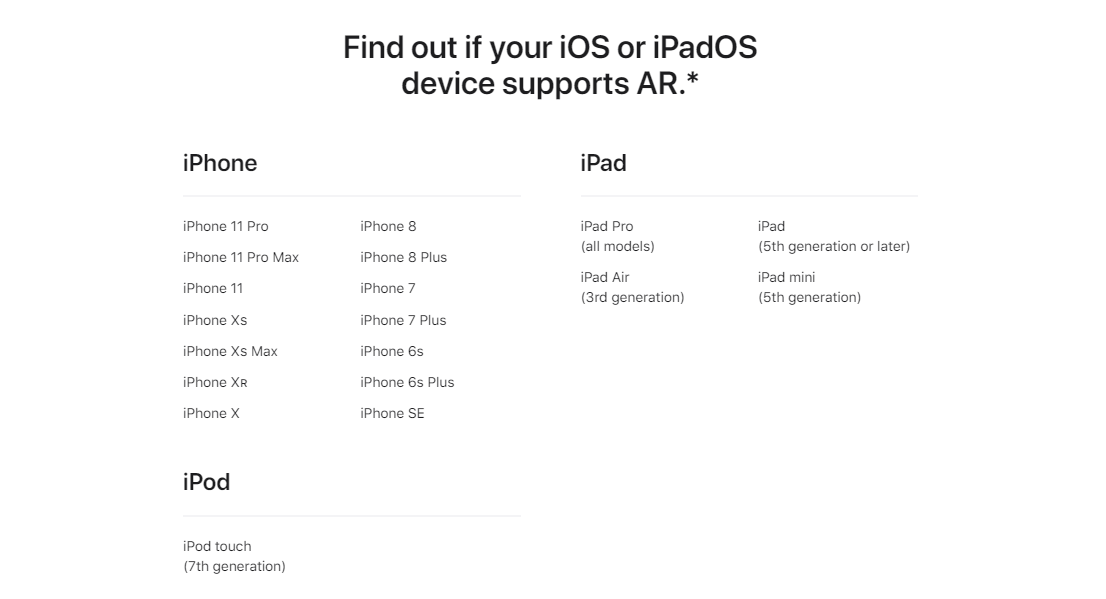 Find out if your iOS or iPadOS
device supports AR.*
iPhone
iPhone 11 Pro
iPhone 11 Pro Max
iPhone 11
iPhone Xs
iPhone Xs Max
iPhone XR
iPhone X
iPhone 8
iPhone 8 Plus
iPhone 7
iPhone 7 Plus
iPhone 6s
iPhone 6s Plus
iPhone SE
iPad
iPad Pro
(all models)
iPad Air
(3rd generation)
iPad
(5th generation or later)
iPad mini
(5th generation)
iPod
iPod touch
(7th generation)